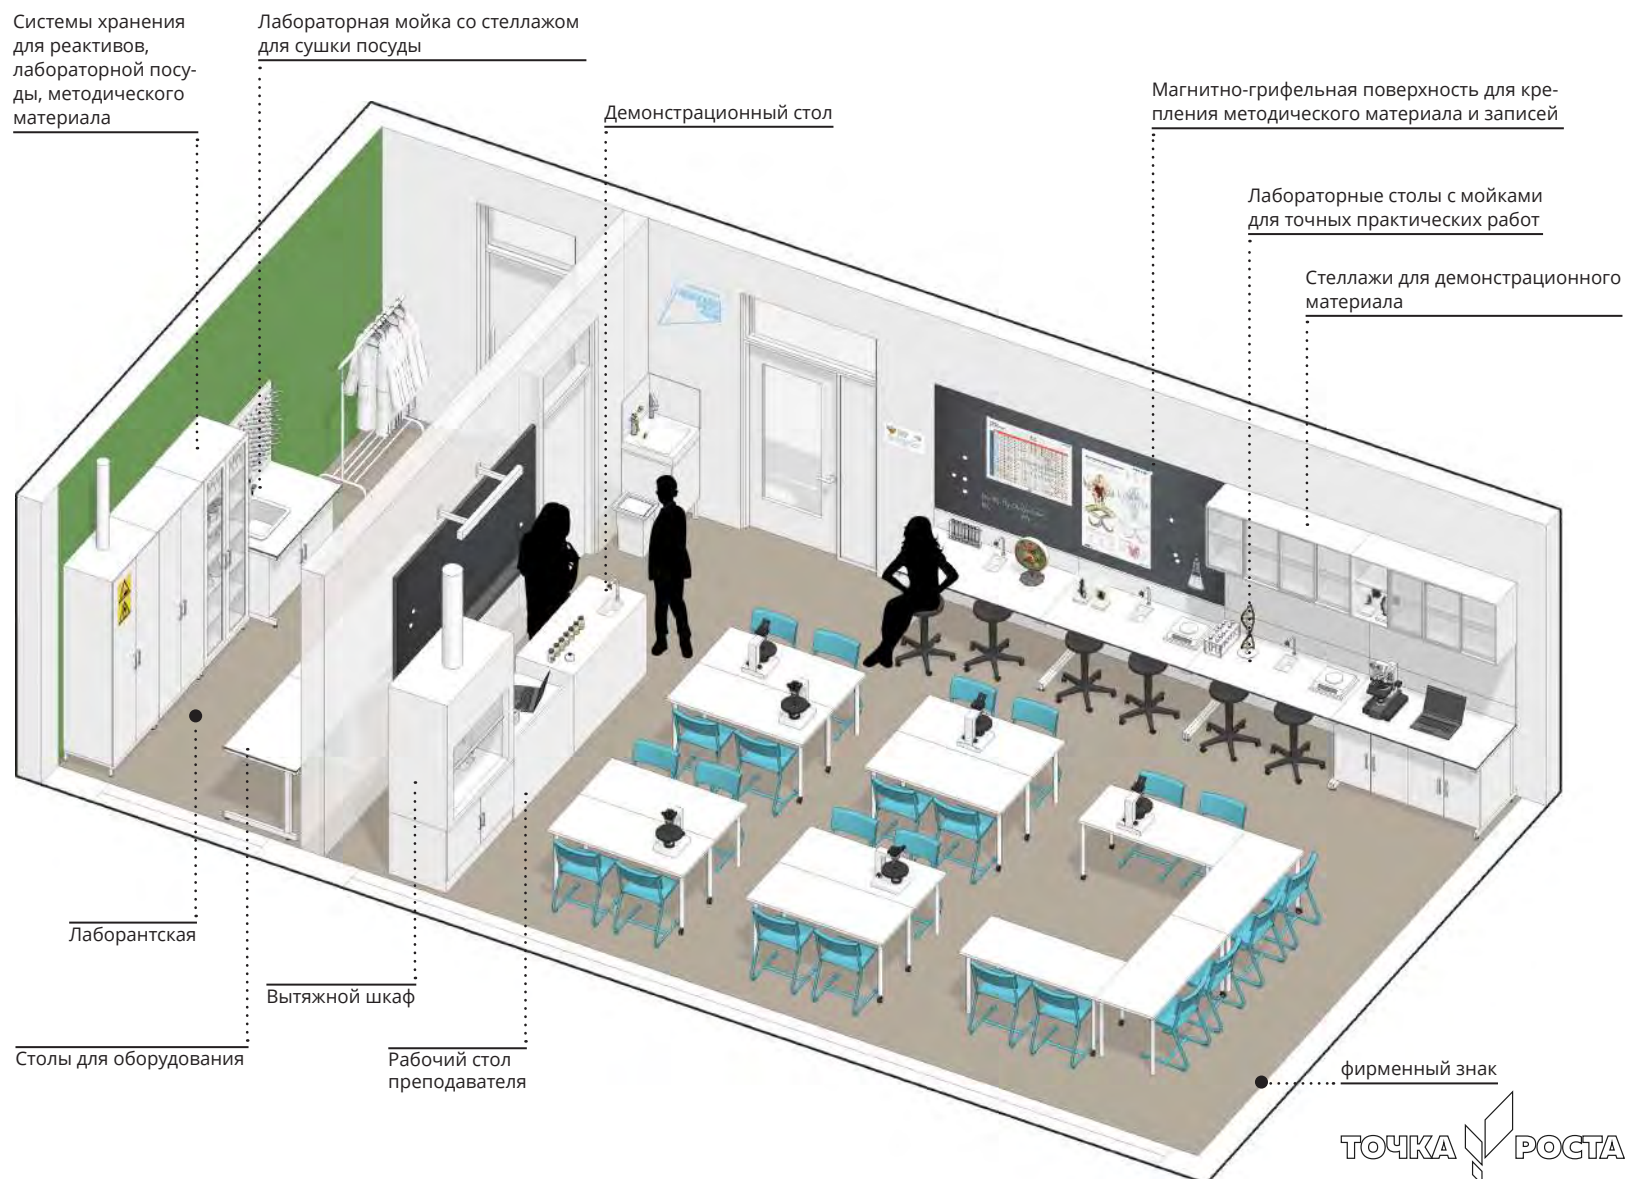 Системы хранения
для реактивов,
лабораторной посу-
ды, методического
материала
Лабораторная мойка со стеллажом
для сушки посуды
Демонстрационный стол
Магнитно-грифельная поверхность для кре-
пления методического материала и записей
Лабораторные столы с мойками
для точных практических работ
Стеллажи для демонстрационного
материала
Лаборантская
Вытяжной шкаф
Столы для оборудования
Рабочий стол
преподавателя
фирменный знак
ТОЧКА РОСТА